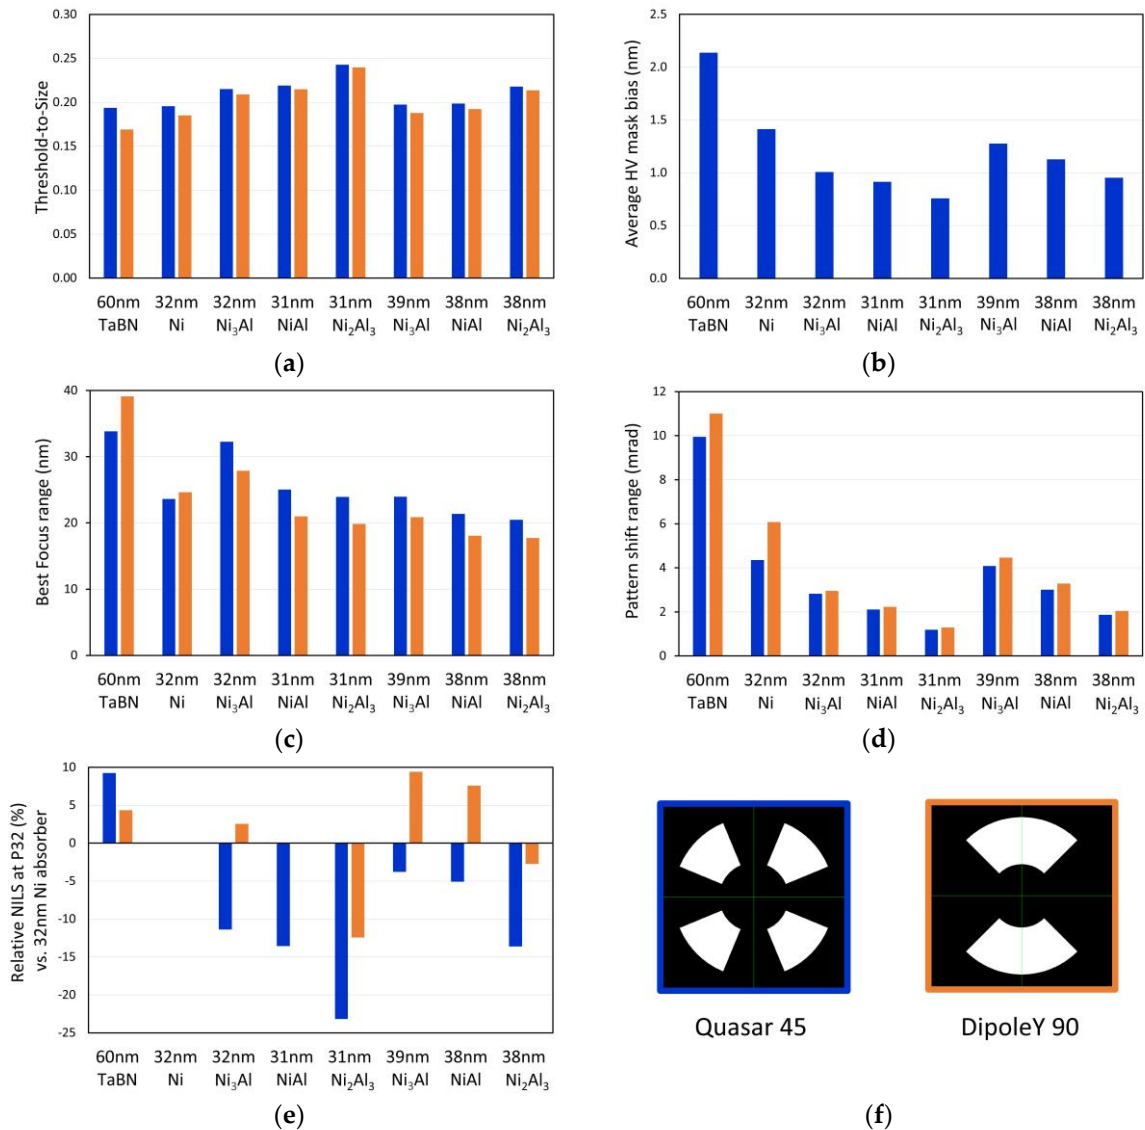 0.30
0.25
0.20
0.15
0.10
0.05
0.00
Threshold-to-Size
60nm 32nm 32nm 31nm 31nm 39nm 38nm 38nm
TaBN Ni Ni₃Al NiAl Ni₂Al₃ Ni₃Al NiAl Ni₂Al₃
(a)
2.5
2.0
1.5
1.0
0.5
0.0
Average HV mask bias (nm)
60nm 32nm 32nm 31nm 31nm 39nm 38nm 38nm
TaBN Ni Ni₃Al NiAl Ni₂Al₃ Ni₃Al NiAl Ni₂Al₃
(b)
40
30
20
10
0
Best Focus range (nm)
60nm 32nm 32nm 31nm 31nm 39nm 38nm 38nm
TaBN Ni Ni₃Al NiAl Ni₂Al₃ Ni₃Al NiAl Ni₂Al₃
(c)
12
10
8
6
4
2
0
Pattern shift range (mrad)
60nm 32nm 32nm 31nm 31nm 39nm 38nm 38nm
TaBN Ni Ni₃Al NiAl Ni₂Al₃ Ni₃Al NiAl Ni₂Al₃
(d)
10
5
0
-5
-10
-15
-20
-25
Relative NILS at P32 (%)
vs. 32nm Ni absorber
60nm 32nm 32nm 31nm 31nm 39nm 38nm 38nm
TaBN Ni Ni₃Al NiAl Ni₂Al₃ Ni₃Al NiAl Ni₂Al₃
(e)
Quasar 45
DipoleY 90
(f)